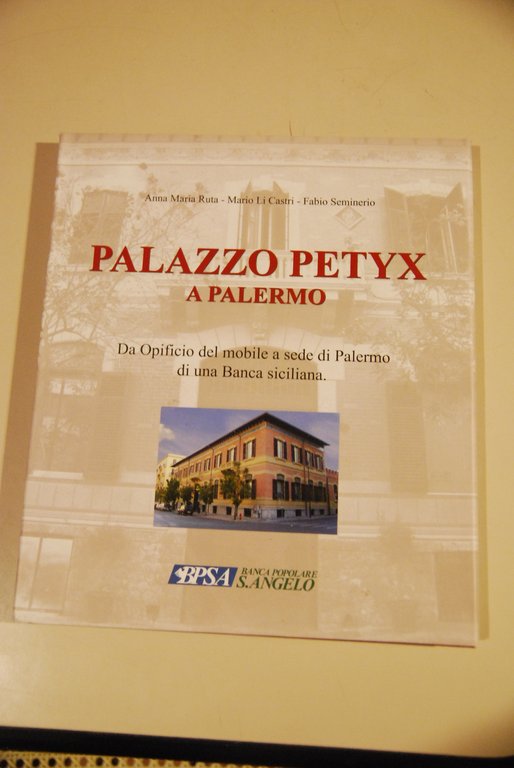 Anna Maria Ruta - Mario Li Castri - Fabio Seminerio
PALAZZO PETYX
A PALERMO
Da Opificio del mobile a sede di Palermo
di una Banca siciliana.
BPSA BANCA POPOLARE
S.ANGELO